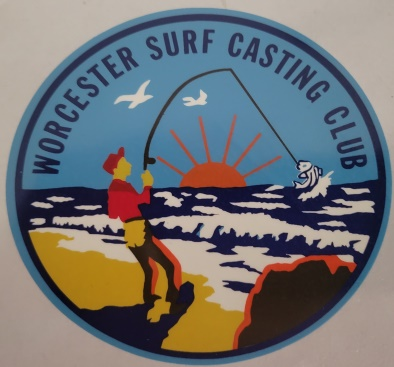 WORCESTER SURF CASTING CLUB